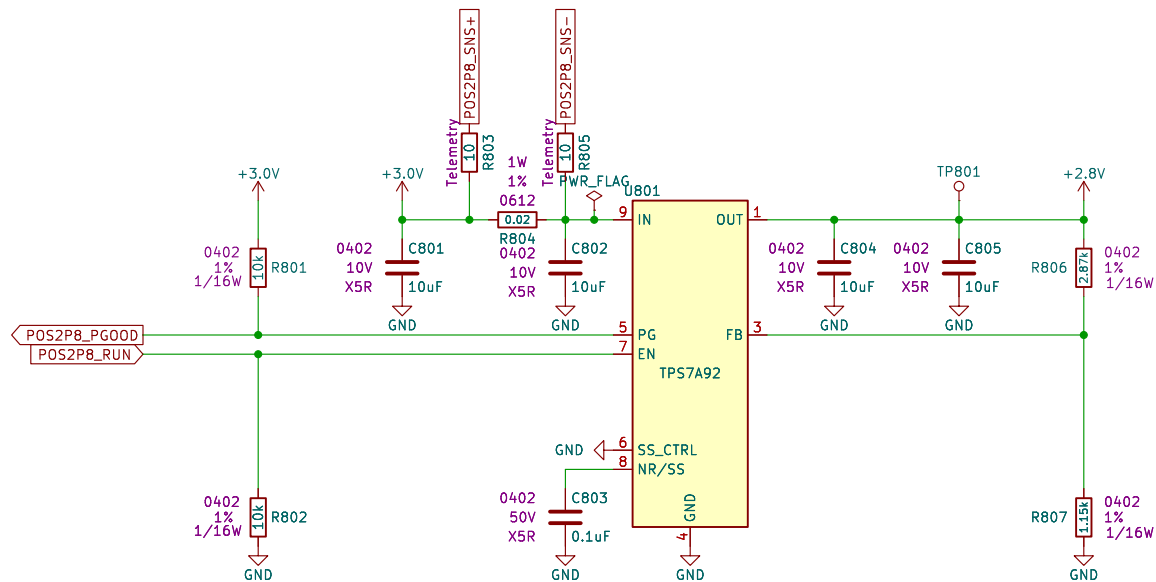 POS2P8_SNS+
POS2P8_SNS-
Telemetry
10
R803
Telemetry
10
R805
+3.0V
+3.0V
1W
1%
0612
0.02
R804
PWR_FLAG
U801
TP801
+2.8V
9
IN
OUT
1
0402
1%
1/16W
10k
R801
0402
10V
X5R
C801
10uF
GND
0402
10V
X5R
C802
10uF
GND
0402
10V
X5R
C804
10uF
GND
0402
10V
X5R
C805
10uF
GND
R806
2.87k
0402
1%
1/16W
POS2P8_PGOOD
POS2P8_RUN
5
PG
7
EN
FB
3
TPS7A92
GND
6
SS_CTRL
8
NR/SS
GND
4
GND
0402
1%
1/16W
10k
R802
GND
0402
50V
X5R
C803
0.1uF
GND
R807
1.15k
0402
1%
1/16W
GND